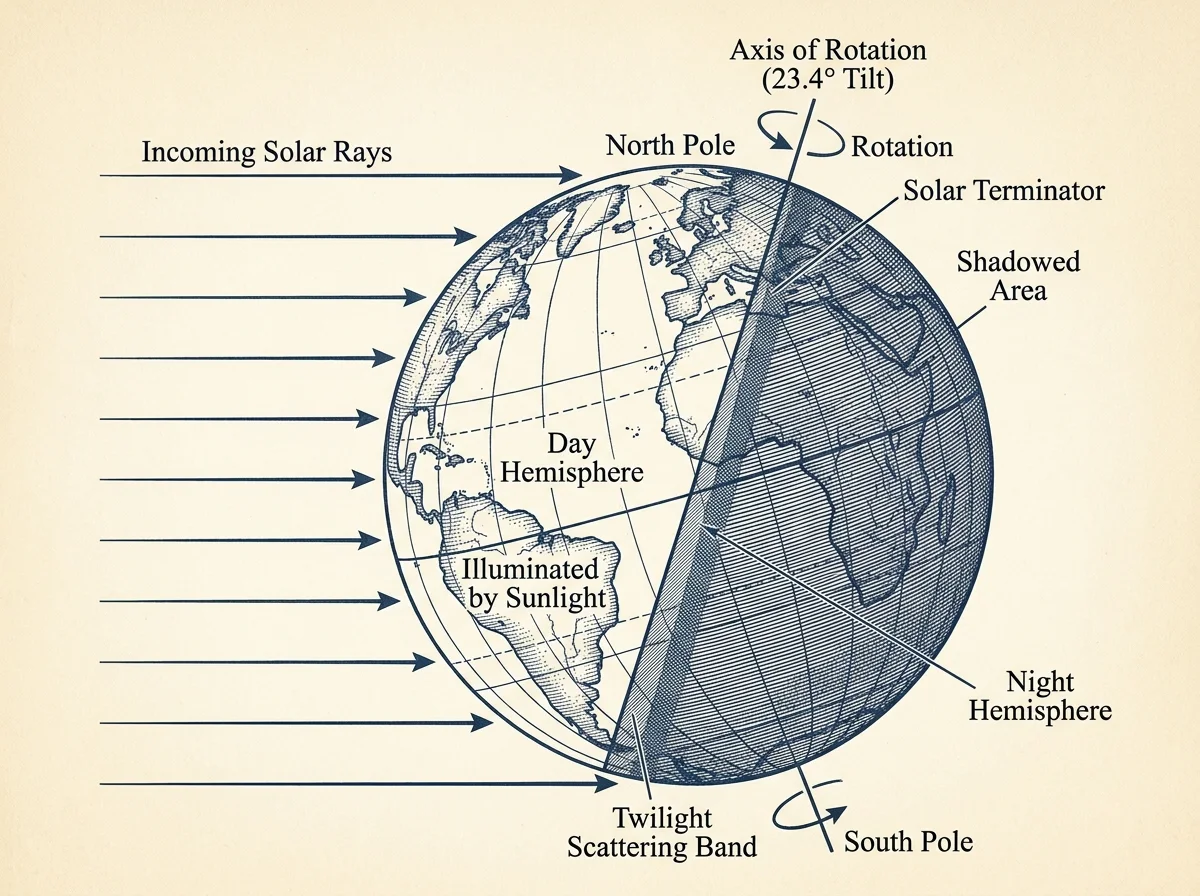 Axis of Rotation
(23.4° Tilt)
Incoming Solar Rays
North Pole
Rotation
Solar Terminator
Shadowed
Area
Day
Hemisphere
Illuminated
by Sunlight
Night
Hemisphere
Twilight
Scattering Band
South Pole